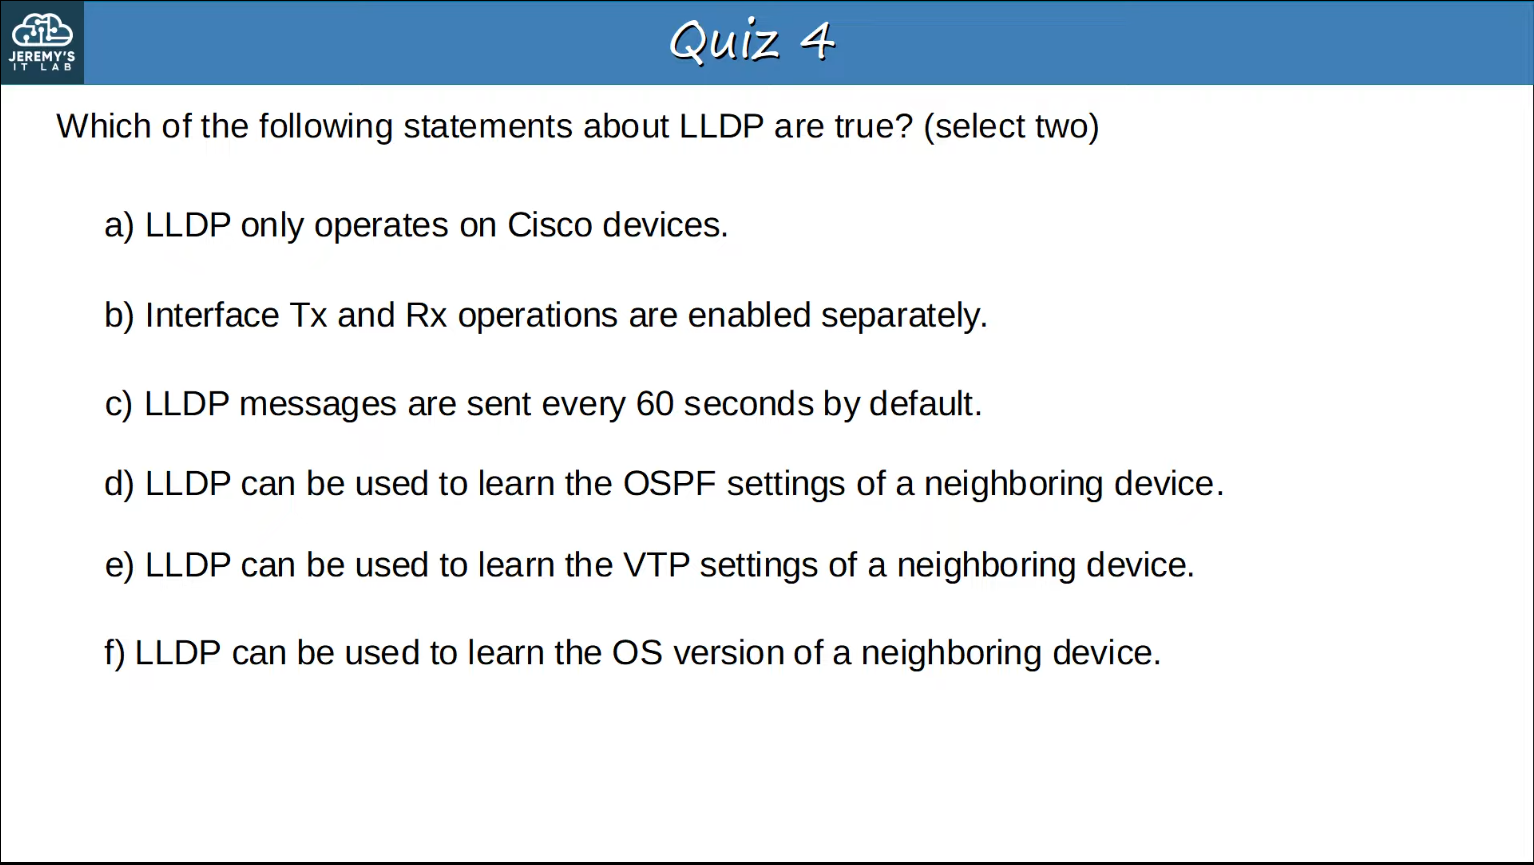 JEREMY'S
IT LAB
Quiz 4
Which of the following statements about LLDP are true? (select two)
a) LLDP only operates on Cisco devices.
b) Interface Tx and Rx operations are enabled separately.
c) LLDP messages are sent every 60 seconds by default.
d) LLDP can be used to learn the OSPF settings of a neighboring device.
e) LLDP can be used to learn the VTP settings of a neighboring device.
f) LLDP can be used to learn the OS version of a neighboring device.